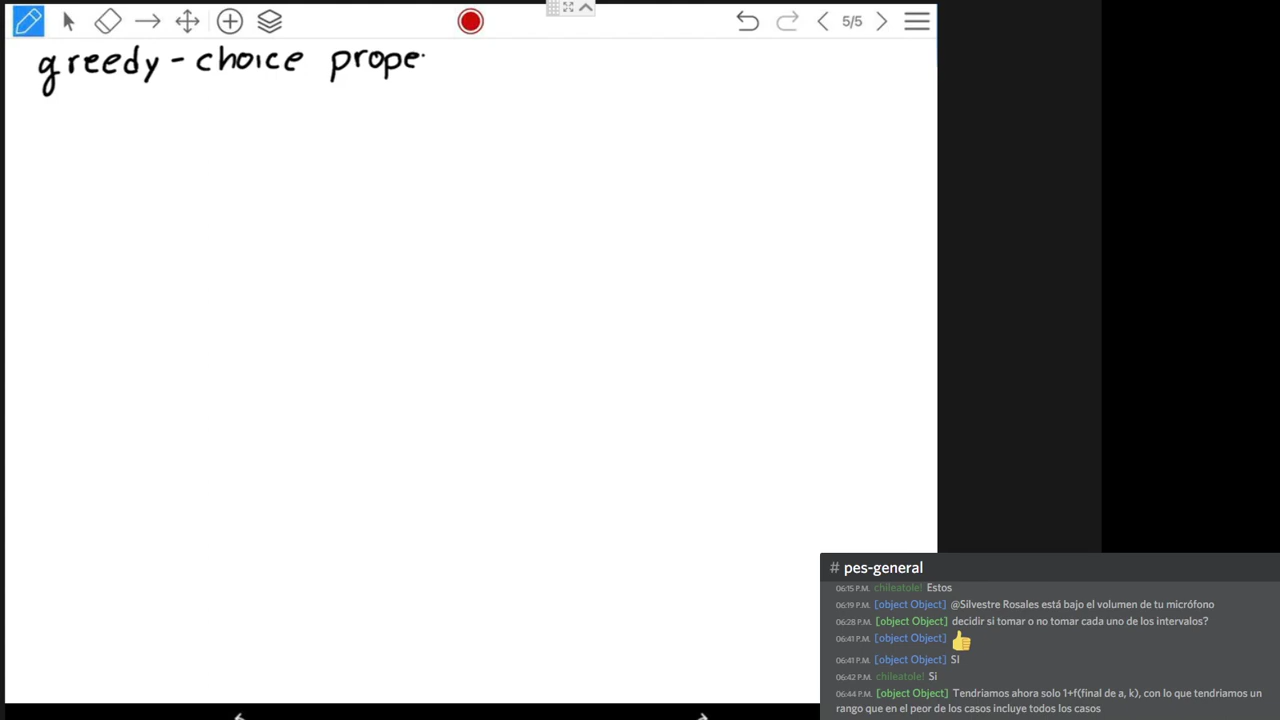 5/5
greedy-choice prope
# pes-general
06:15 P.M. chileatole! Estos
06:19 P.M. [object Object] @Silvestre Rosales está bajo el volumen de tu micrófono
06:28 P.M. [object Object] decidir si tomar o no tomar cada uno de los intervalos?
06:41 P.M. [object Object] 👍
06:41 P.M. [object Object] SI
06:42 P.M. chileatole! Si
06:44 P.M. [object Object] Tendriamos ahora solo 1+f(final de a, k), con lo que tendriamos un
rango que en el peor de los casos incluye todos los casos